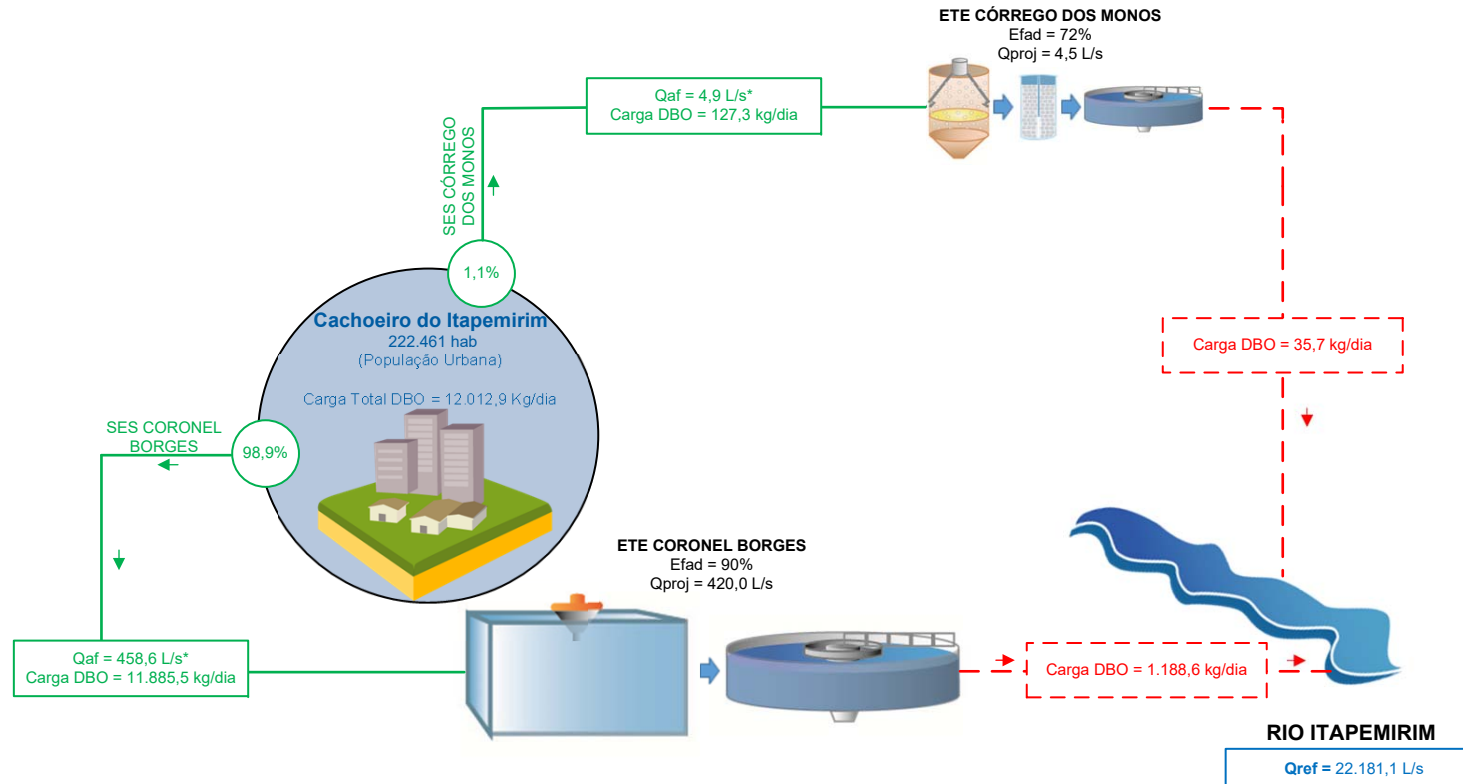 ETE CÓRREGO DOS MONOS
Efad = 72%
Qproj = 4,5 L/s
Qaf = 4,9 L/s*
Carga DBO = 127,3 kg/dia
SES CÓRREGO
DOS MONOS
1,1%
Cachoeiro do Itapemirim
222.461 hab
(População Urbana)
Carga Total DBO = 12.012,9 Kg/dia
Carga DBO = 35,7 kg/dia
SES CORONEL
BORGES
98,9%
ETE CORONEL BORGES
Efad = 90%
Qproj = 420,0 L/s
Qaf = 458,6 L/s*
Carga DBO = 11.885,5 kg/dia
Carga DBO = 1.188,6 kg/dia
RIO ITAPEMIRIM
Qref = 22.181,1 L/s